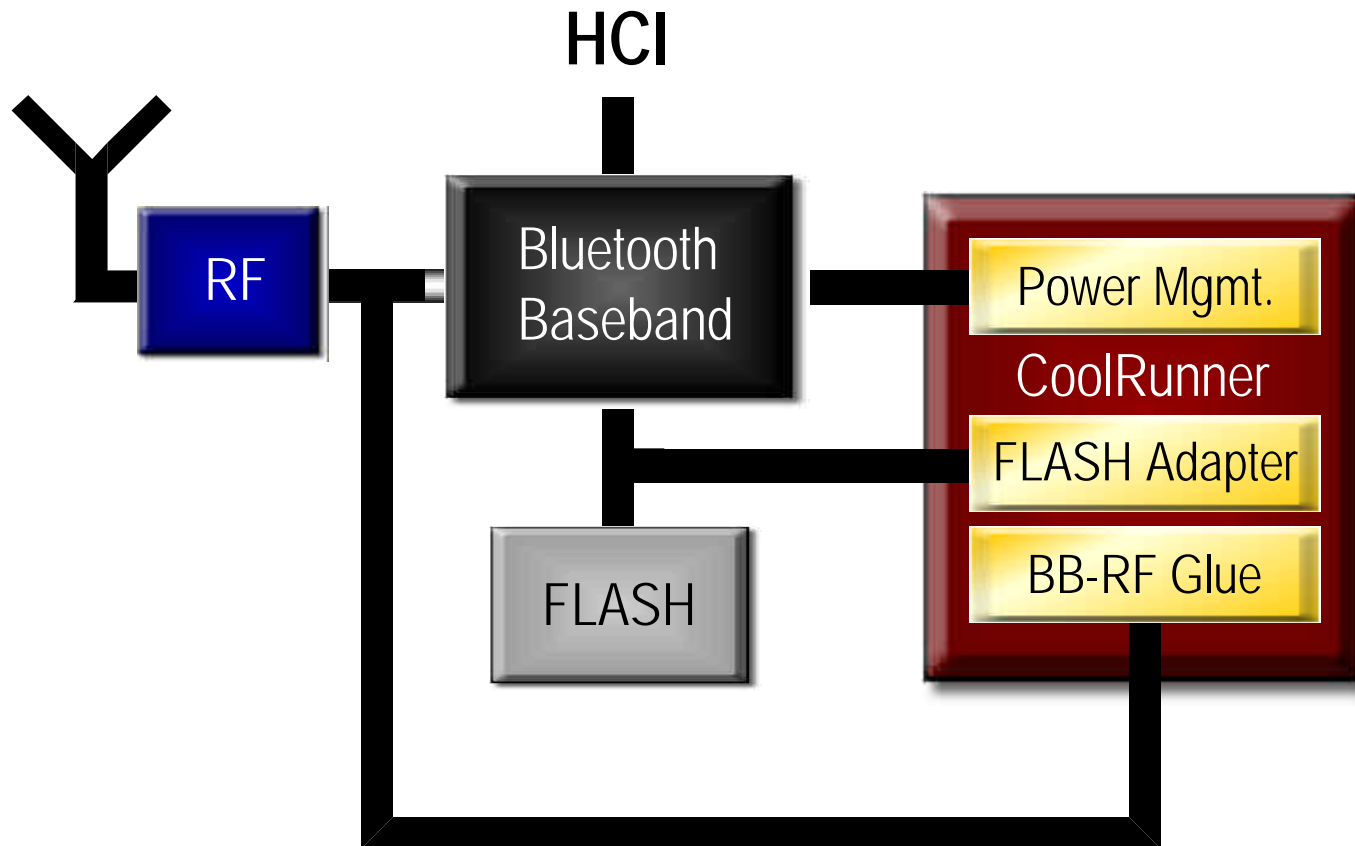 HCI
RF
Bluetooth
Baseband
Power Mgmt.
CoolRunner
FLASH Adapter
BB-RF Glue
FLASH